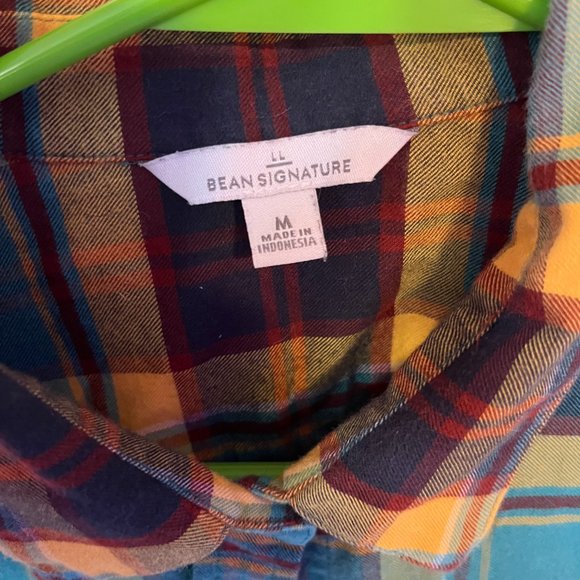 LL
BEAN SIGNATURE
M
MADE IN
INDONESIA